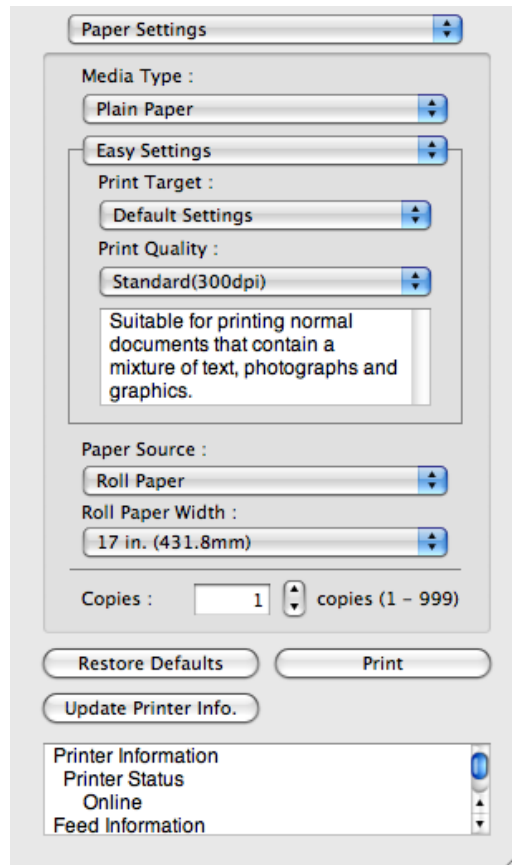 Paper Settings
Media Type :
Plain Paper
Easy Settings
Print Target :
Default Settings
Print Quality :
Standard(300dpi)
Suitable for printing normal
documents that contain a
mixture of text, photographs and
graphics.
Paper Source :
Roll Paper
Roll Paper Width :
17 in. (431.8mm)
Copies : 1 copies (1 – 999)
Restore Defaults Print
Update Printer Info.
Printer Information
Printer Status
Online
Feed Information